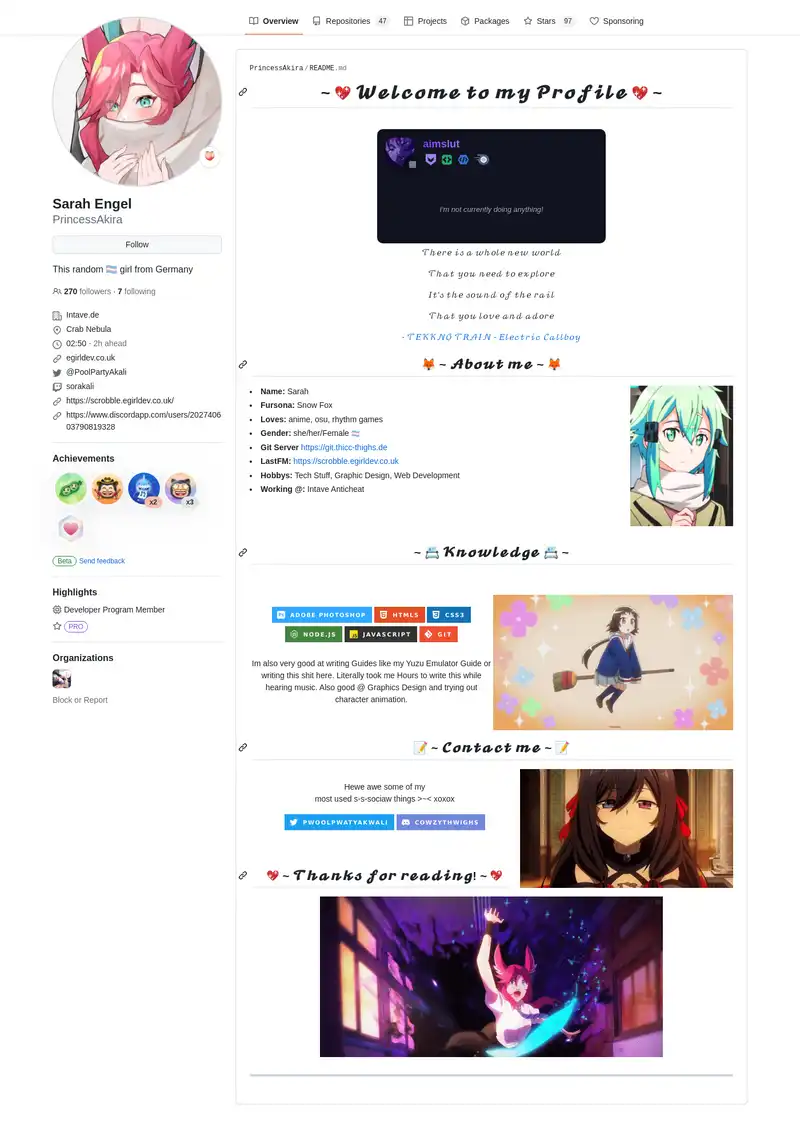 Overview
Repositories 47
Projects
Packages
Stars 97
Sponsoring
Sarah Engel
PrincessAkira
Follow
This random 🏳️‍⚧️ girl from Germany
270 followers · 7 following
Intave.de
Crab Nebula
02:50 - 2h ahead
egirldev.co.uk
@PoolPartyAkali
sorakali
https://scrobble.egirldev.co.uk/
https://www.discordapp.com/users/2027406
03790819328
Achievements
x2
x3
Beta Send feedback
Highlights
Developer Program Member
PRO
Organizations
Block or Report
PrincessAkira / README.md
~ 💖 𝓦𝓮𝓵𝓬𝓸𝓶𝓮 𝓽𝓸 𝓶𝔂 𝓟𝓻𝓸𝓯𝓲𝓵𝓮 💖 ~
aimslut
I'm not currently doing anything!
𝒯𝒽𝑒𝓇𝑒 𝒾𝓈 𝒶 𝓌𝒽𝑜𝓁𝑒 𝓃𝑒𝓌 𝓌𝑜𝓇𝓁𝒹
𝒯𝒽𝒶𝓉 𝓎𝑜𝓊 𝓃𝑒𝑒𝒹 𝓉𝑜 𝑒𝓍𝓅𝓁𝑜𝓇𝑒
𝐼𝓉'𝓈 𝓉𝒽𝑒 𝓈𝑜𝓊𝓃𝒹 𝑜𝒻 𝓉𝒽𝑒 𝓇𝒶𝒾𝓁
𝒯𝒽𝒶𝓉 𝓎𝑜𝓊 𝓁𝑜𝓋𝑒 𝒶𝓃𝒹 𝒶𝒹𝑜𝓇𝑒
- 𝒯𝐸𝒦𝒦𝒩𝒪 𝒯𝑅𝒜𝐼𝒩 - 𝐸𝓁𝑒𝒸𝓉𝓇𝒾𝒸 𝒞𝒶𝓁𝓁𝒷𝑜𝓎
🦊 ~ 𝓐𝓫𝓸𝓾𝓽 𝓶𝓮 ~ 🦊
Name: Sarah
Fursona: Snow Fox
Loves: anime, osu, rhythm games
Gender: she/her/Female 🏳️‍⚧️
Git Server https://git.thicc-thighs.de
LastFM: https://scrobble.egirldev.co.uk
Hobbys: Tech Stuff, Graphic Design, Web Development
Working @: Intave Anticheat
~ 📇 𝓚𝓷𝓸𝔀𝓵𝓮𝓭𝓰𝓮 📇 ~
ADOBE PHOTOSHOP HTML5 CSS3
NODE.JS JAVASCRIPT GIT
Im also very good at writing Guides like my Yuzu Emulator Guide or
writing this shit here. Literally took me Hours to write this while
hearing music. Also good @ Graphics Design and trying out
character animation.
📝 ~ 𝓒𝓸𝓷𝓽𝓪𝓬𝓽 𝓶𝓮 ~ 📝
Hewe awe some of my
most used s-s-sociaw things >~< xoxox
PWOOLPWATYAKWALI COWZYTHWIGHS
💖 ~ 𝓣𝓱𝓪𝓷𝓴𝓼 𝓯𝓸𝓻 𝓻𝓮𝓪𝓭𝓲𝓷𝓰! ~ 💖